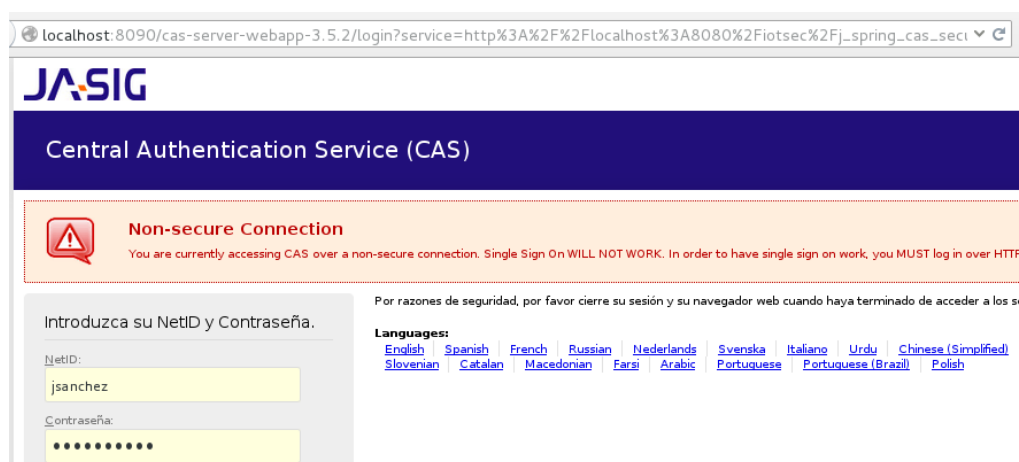 localhost:8090/cas-server-webapp-3.5.2/login?service=http%3A%2F%2Flocalhost%3A8080%2Fiotsec%2Fj_spring_cas_secu
JA-SIG
Central Authentication Service (CAS)
Non-secure Connection
You are currently accessing CAS over a non-secure connection. Single Sign On WILL NOT WORK. In order to have single sign on work, you MUST log in over HTTP
Por razones de seguridad, por favor cierre su sesión y su navegador web cuando haya terminado de acceder a los
Introduzca su NetID y Contraseña.
Languages:
English Spanish French Russian Nederlands Svenska Italiano Urdu Chinese (Simplified)
Slovenian Catalan Macedonian Farsi Arabic Portuguese Portuguese (Brazil) Polish
NetID:
jsanchez
Contraseña:
••••••••••